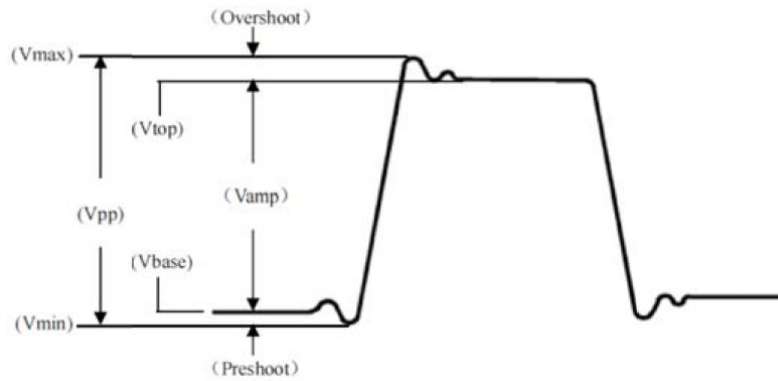 (Overshoot)
(Vmax)
(Vtop)
(Vamp)
(Vpp)
(Vbase)
(Vmin)
(Preshoot)